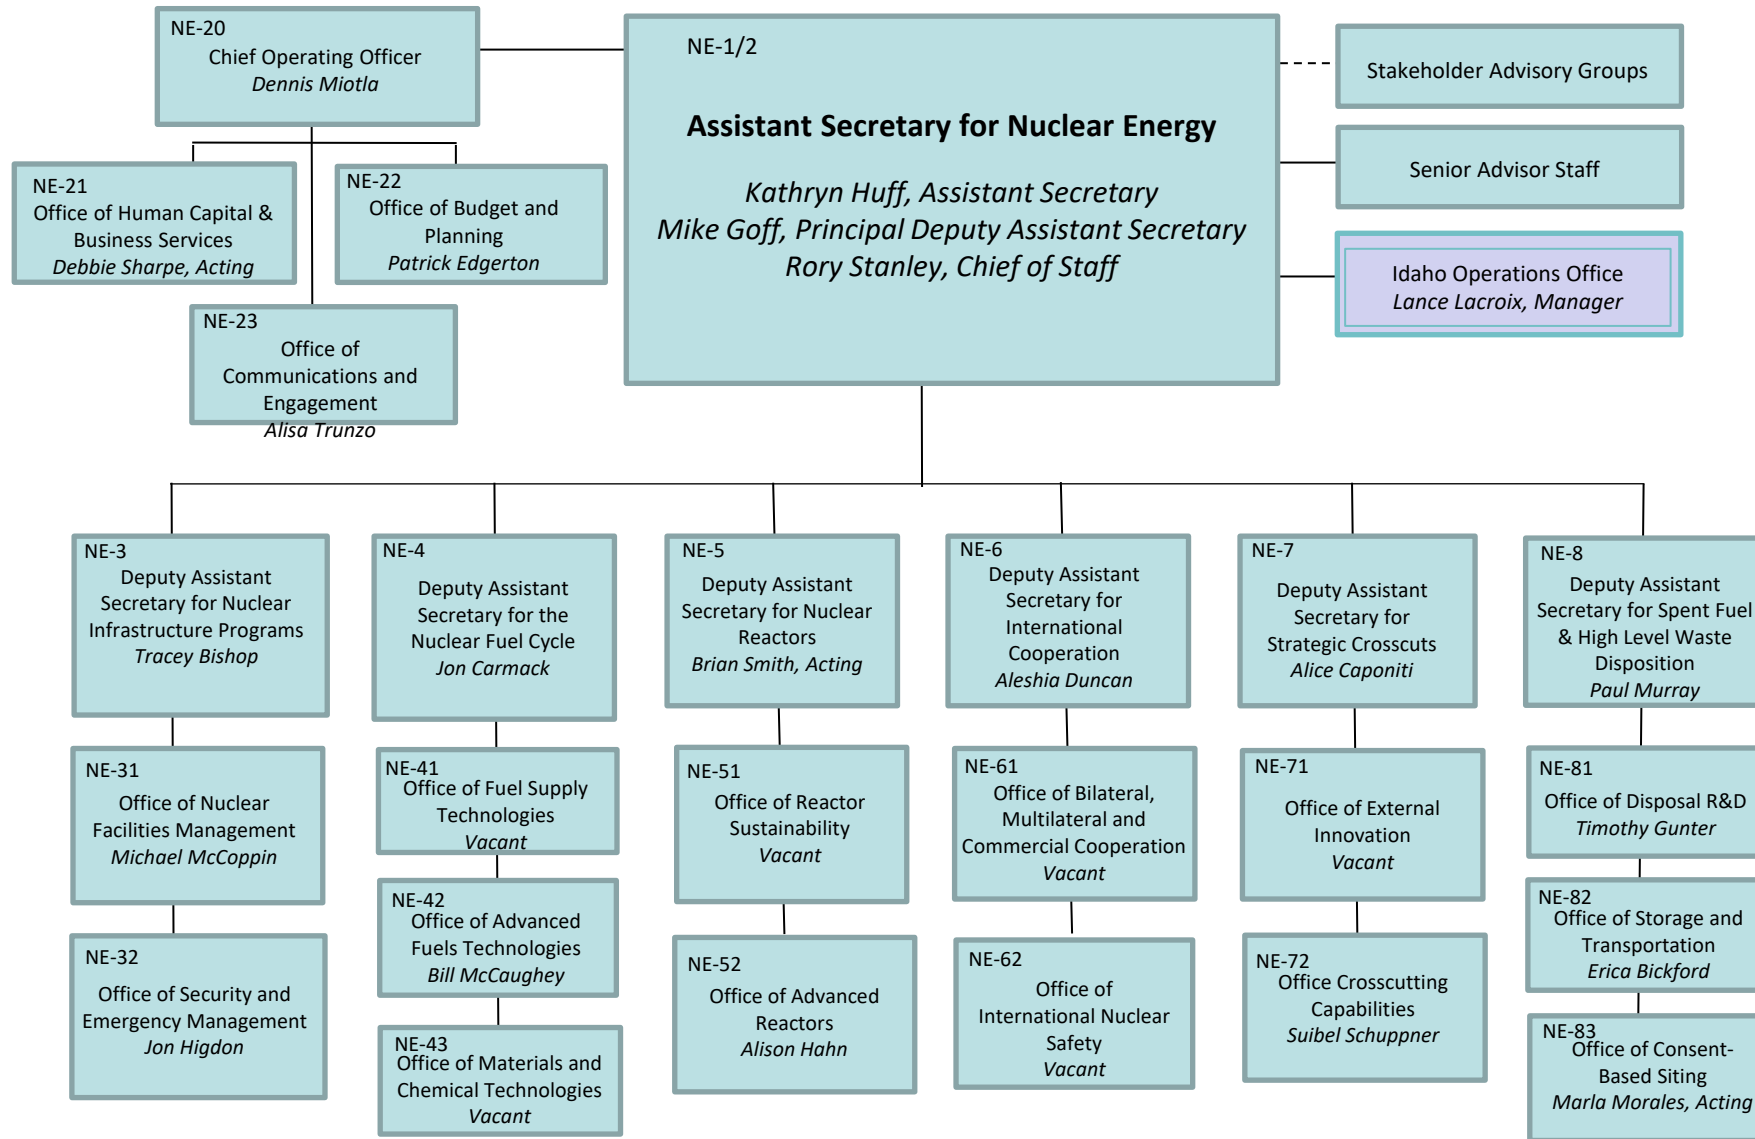 NE-20
Chief Operating Officer
Dennis Miotla
NE-21
Office of Human Capital &
Business Services
Debbie Sharpe, Acting
NE-22
Office of Budget and
Planning
Patrick Edgerton
NE-23
Office of
Communications and
Engagement
Alisa Trunzo
NE-1/2
Assistant Secretary for Nuclear Energy
Kathryn Huff, Assistant Secretary
Mike Goff, Principal Deputy Assistant Secretary
Rory Stanley, Chief of Staff
Stakeholder Advisory Groups
Senior Advisor Staff
Idaho Operations Office
Lance Lacroix, Manager
NE-3
Deputy Assistant
Secretary for Nuclear
Infrastructure Programs
Tracey Bishop
NE-31
Office of Nuclear
Facilities Management
Michael McCoppin
NE-32
Office of Security and
Emergency Management
Jon Higdon
NE-4
Deputy Assistant
Secretary for the
Nuclear Fuel Cycle
Jon Carmack
NE-41
Office of Fuel Supply
Technologies
Vacant
NE-42
Office of Advanced
Fuels Technologies
Bill McCaughey
NE-43
Office of Materials and
Chemical Technologies
Vacant
NE-5
Deputy Assistant
Secretary for Nuclear
Reactors
Brian Smith, Acting
NE-51
Office of Reactor
Sustainability
Vacant
NE-52
Office of Advanced
Reactors
Alison Hahn
NE-6
Deputy Assistant
Secretary for
International
Cooperation
Aleshia Duncan
NE-61
Office of Bilateral,
Multilateral and
Commercial Cooperation
Vacant
NE-62
Office of
International Nuclear
Safety
Vacant
NE-7
Deputy Assistant
Secretary for
Strategic Crosscuts
Alice Caponiti
NE-71
Office of External
Innovation
Vacant
NE-72
Office Crosscutting
Capabilities
Suibel Schuppner
NE-8
Deputy Assistant
Secretary for Spent Fuel
& High Level Waste
Disposition
Paul Murray
NE-81
Office of Disposal R&D
Timothy Gunter
NE-82
Office of Storage and
Transportation
Erica Bickford
NE-83
Office of Consent-
Based Siting
Marla Morales, Acting